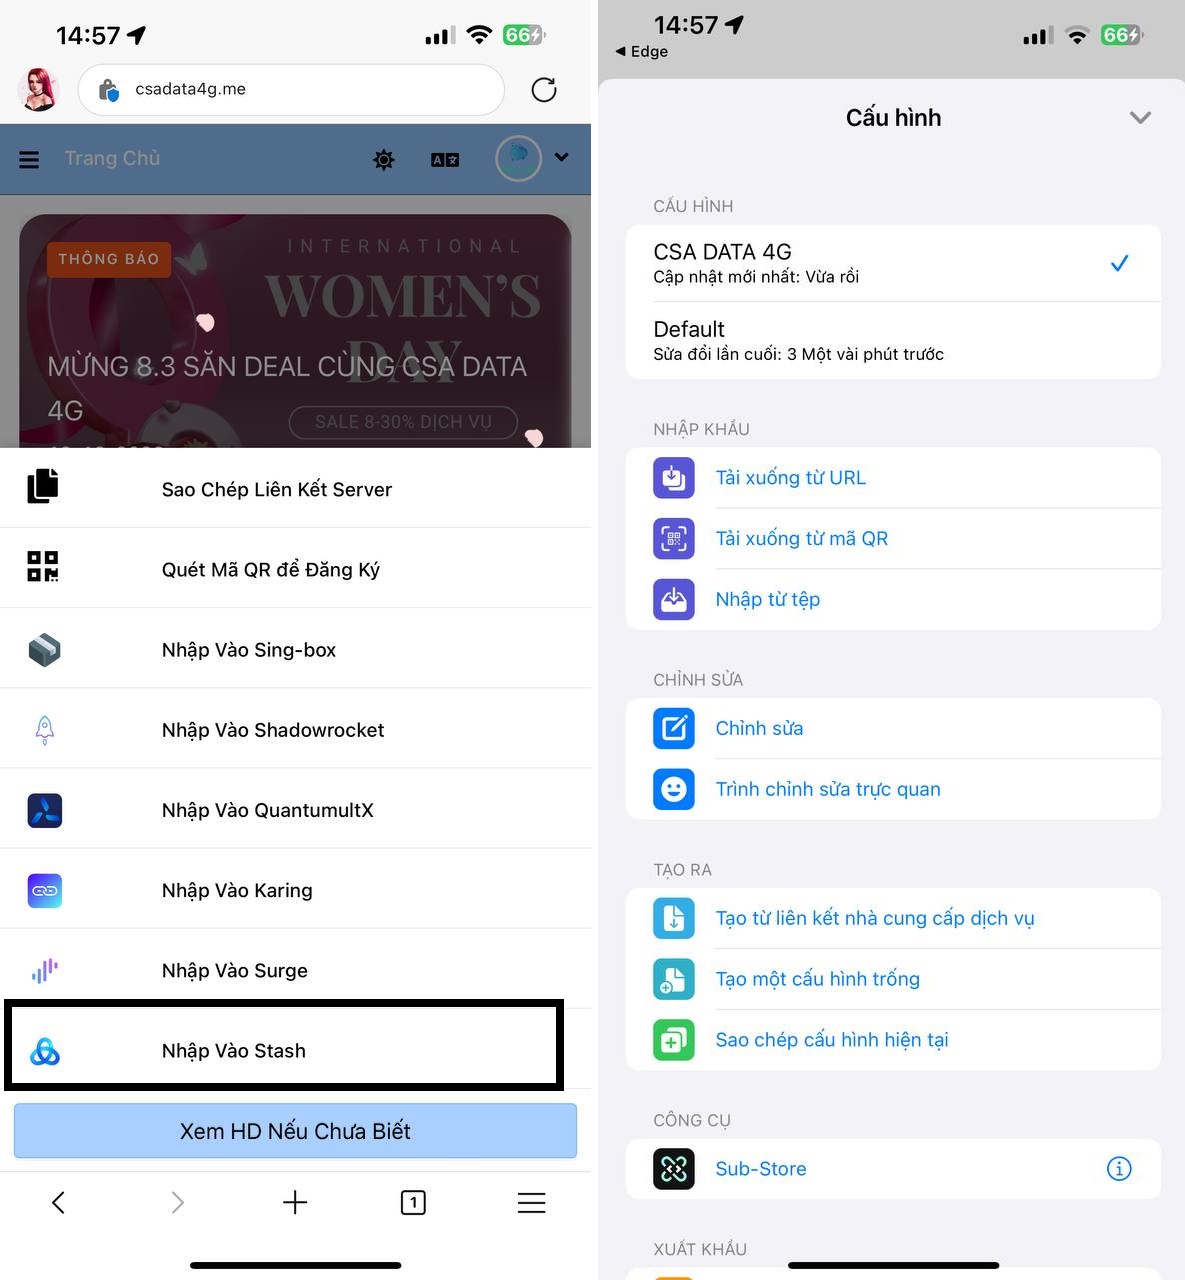 14:57
66
csadata4g.me
Trang Chủ
THÔNG BÁO
INTERNATIONAL
WOMEN'S
DAY
MỪNG 8.3 SĂN DEAL CÙNG CSA DATA
4G
SALE 8-30% DỊCH VỤ
Sao Chép Liên Kết Server
Quét Mã QR để Đăng Ký
Nhập Vào Sing-box
Nhập Vào Shadowrocket
Nhập Vào QuantumultX
Nhập Vào Karing
Nhập Vào Surge
Nhập Vào Stash
Xem HD Nếu Chưa Biết
1
14:57
66
Edge
Cấu hình
CẤU HÌNH
CSA DATA 4G
Cập nhật mới nhất: Vừa rồi
Default
Sửa đổi lần cuối: 3 Một vài phút trước
NHẬP KHẨU
Tải xuống từ URL
Tải xuống từ mã QR
Nhập từ tệp
CHỈNH SỬA
Chỉnh sửa
Trình chỉnh sửa trực quan
TẠO RA
Tạo từ liên kết nhà cung cấp dịch vụ
Tạo một cấu hình trống
Sao chép cấu hình hiện tại
CÔNG CỤ
Sub-Store
XUẤT KHẨU